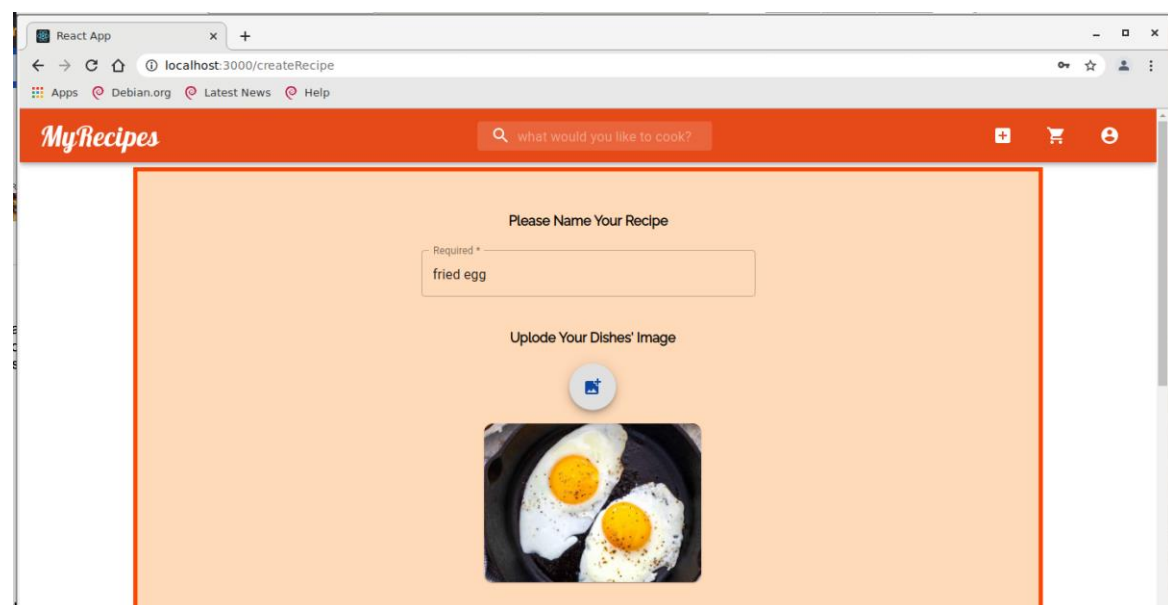 React App
localhost:3000/createRecipe
Apps Debian.org Latest News Help
MyRecipes
what would you like to cook?
Please Name Your Recipe
Required *
fried egg
Uplode Your Dishes' Image